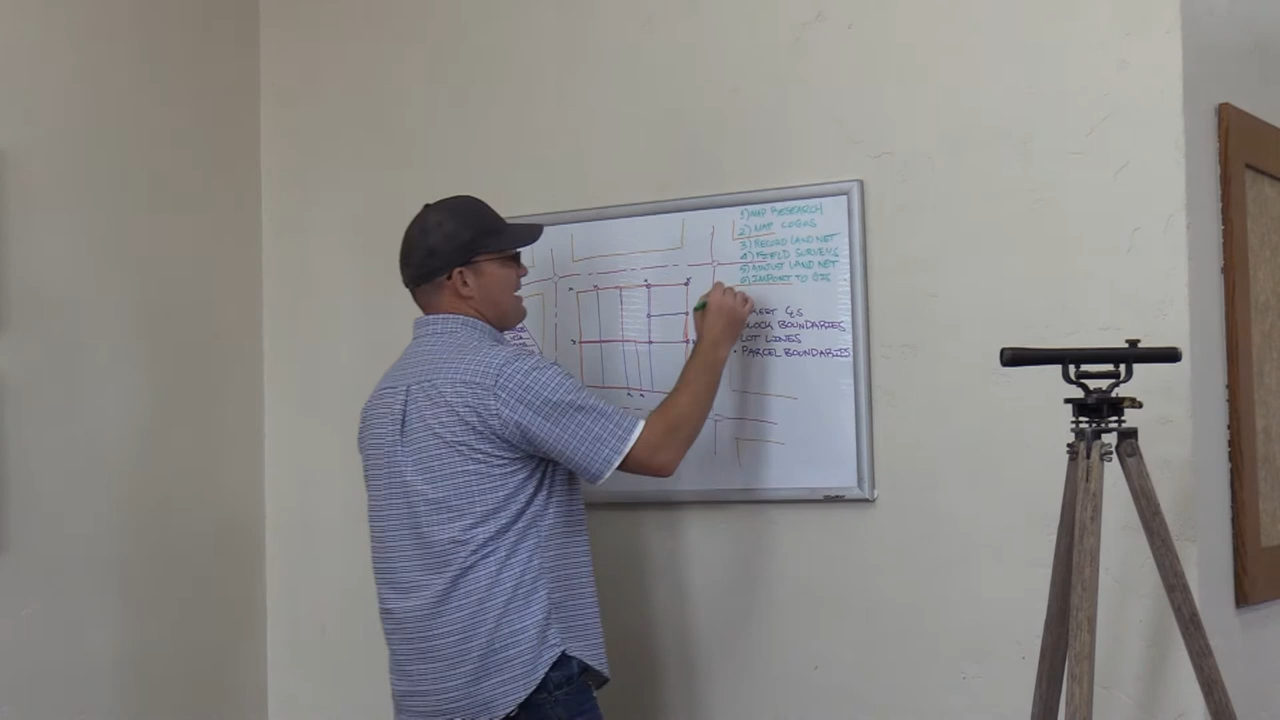 1) MAP RESEARCH
2) MAP COGOS
3) RECORD LAND NET
4) FIELD SURVEYS
5) ADJUST LAND NET
6) IMPORT TO GIS
BOUNDARIES
LOT LINES
• PARCEL BOUNDARIES